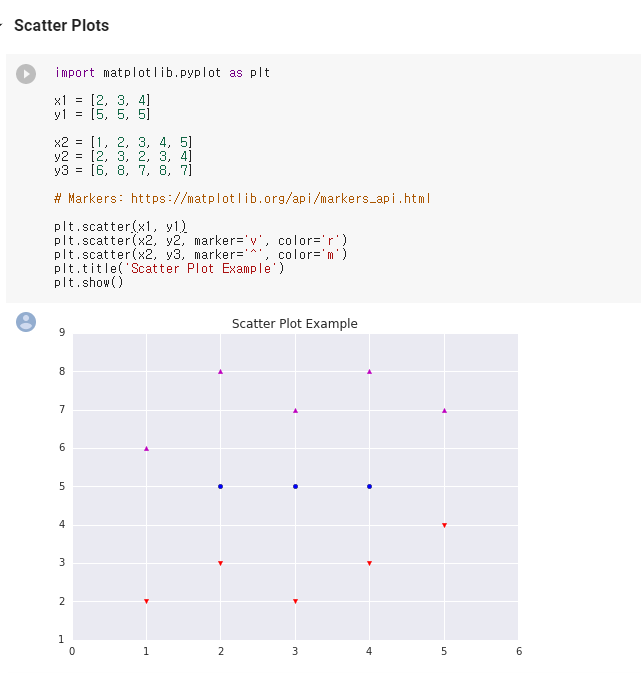 Scatter Plots
import matplotlib.pyplot as plt
x1 = [2, 3, 4]
y1 = [5, 5, 5]
x2 = [1, 2, 3, 4, 5]
y2 = [2, 3, 2, 3, 4]
y3 = [6, 8, 7, 8, 7]
# Markers: https://matplotlib.org/api/markers_api.html
plt.scatter(x1, y1)
plt.scatter(x2, y2, marker='v', color='r')
plt.scatter(x2, y3, marker='^', color='m')
plt.title('Scatter Plot Example')
plt.show()
Scatter Plot Example
9
8
7
6
5
4
3
2
1
0 1 2 3 4 5 6